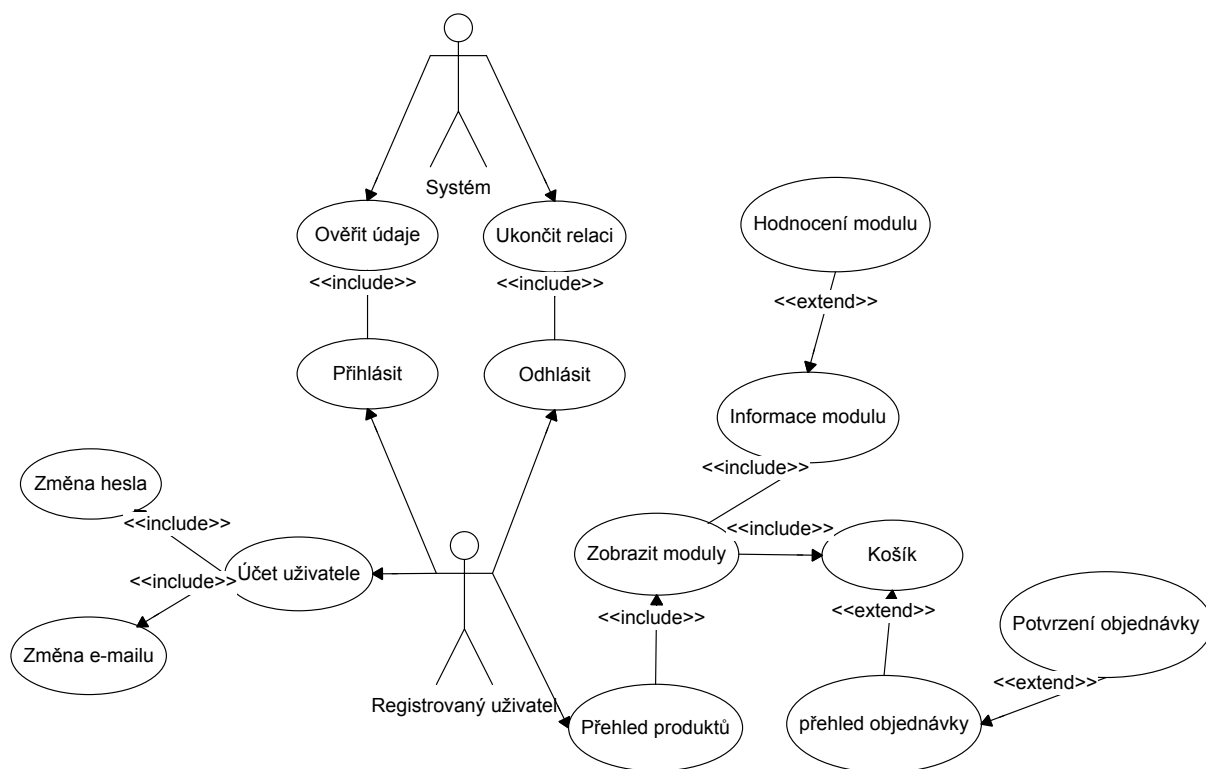 Systém
Hodnocení modulu
Ověřit údaje
Ukončit relaci
<<include>>
<<include>>
<<extend>>
Přihlásit
Odhlásit
Informace modulu
<<include>>
Změna hesla
<<include>>
<<include>>
Zobrazit moduly
Košík
Účet uživatele
<<include>>
<<include>>
<<extend>>
Potvrzení objednávky
Změna e-mailu
<<extend>>
Registrovaný uživatel
Přehled produktů
přehled objednávky